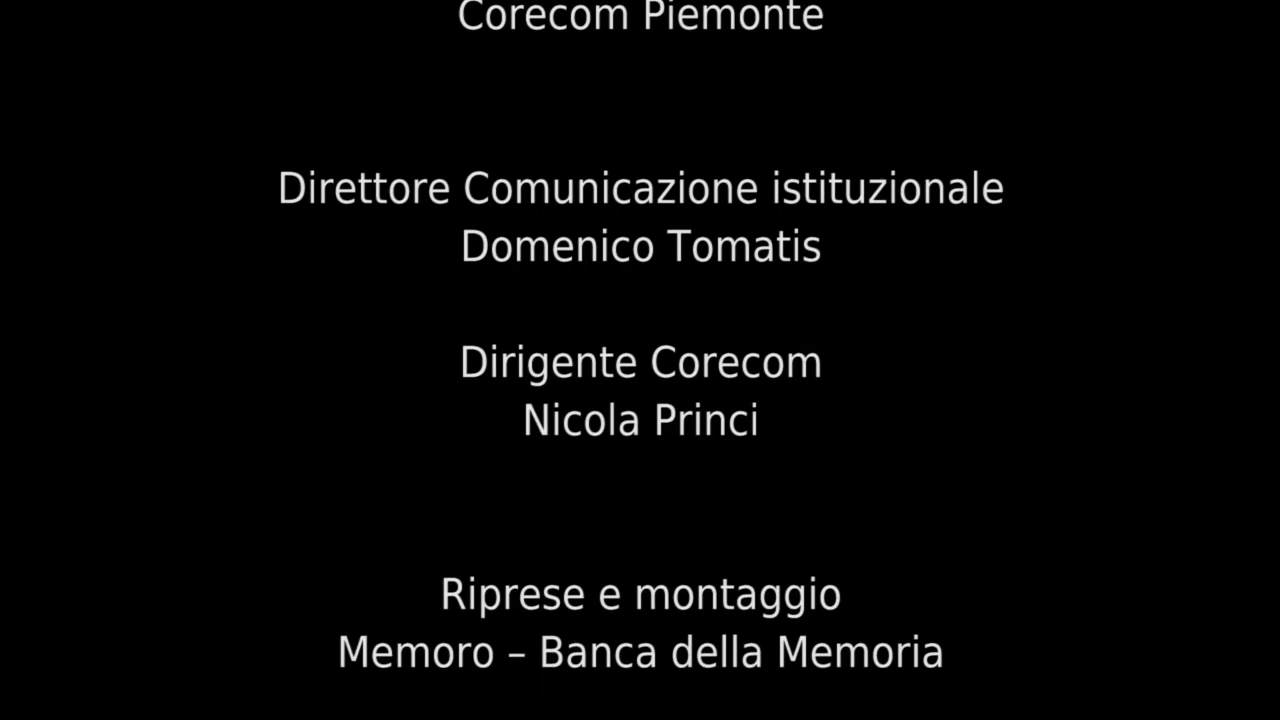 Corecom Piemonte
Direttore Comunicazione istituzionale
Domenico Tomatis
Dirigente Corecom
Nicola Princi
Riprese e montaggio
Memoro – Banca della Memoria